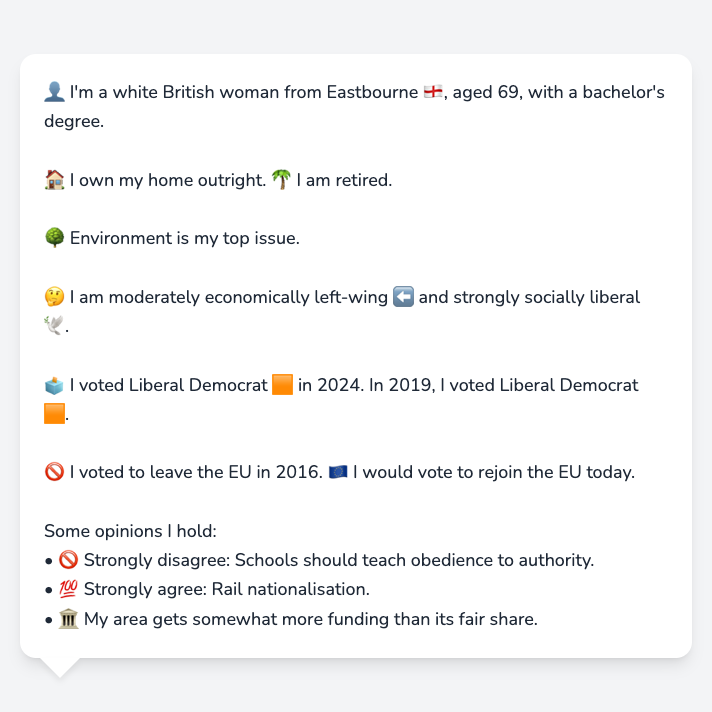 👤 I'm a white British woman from Eastbourne 🏴󠁧󠁢󠁥󠁮󠁧󠁿, aged 69, with a bachelor's
degree.
🏠 I own my home outright. 🌴 I am retired.
🌳 Environment is my top issue.
🤔 I am moderately economically left-wing ⬅️ and strongly socially liberal
🕊️.
🗳️ I voted Liberal Democrat 🟧 in 2024. In 2019, I voted Liberal Democrat
🟧.
🚫 I voted to leave the EU in 2016. 🇪🇺 I would vote to rejoin the EU today.
Some opinions I hold:
• 🚫 Strongly disagree: Schools should teach obedience to authority.
• 💯 Strongly agree: Rail nationalisation.
• 🏛️ My area gets somewhat more funding than its fair share.